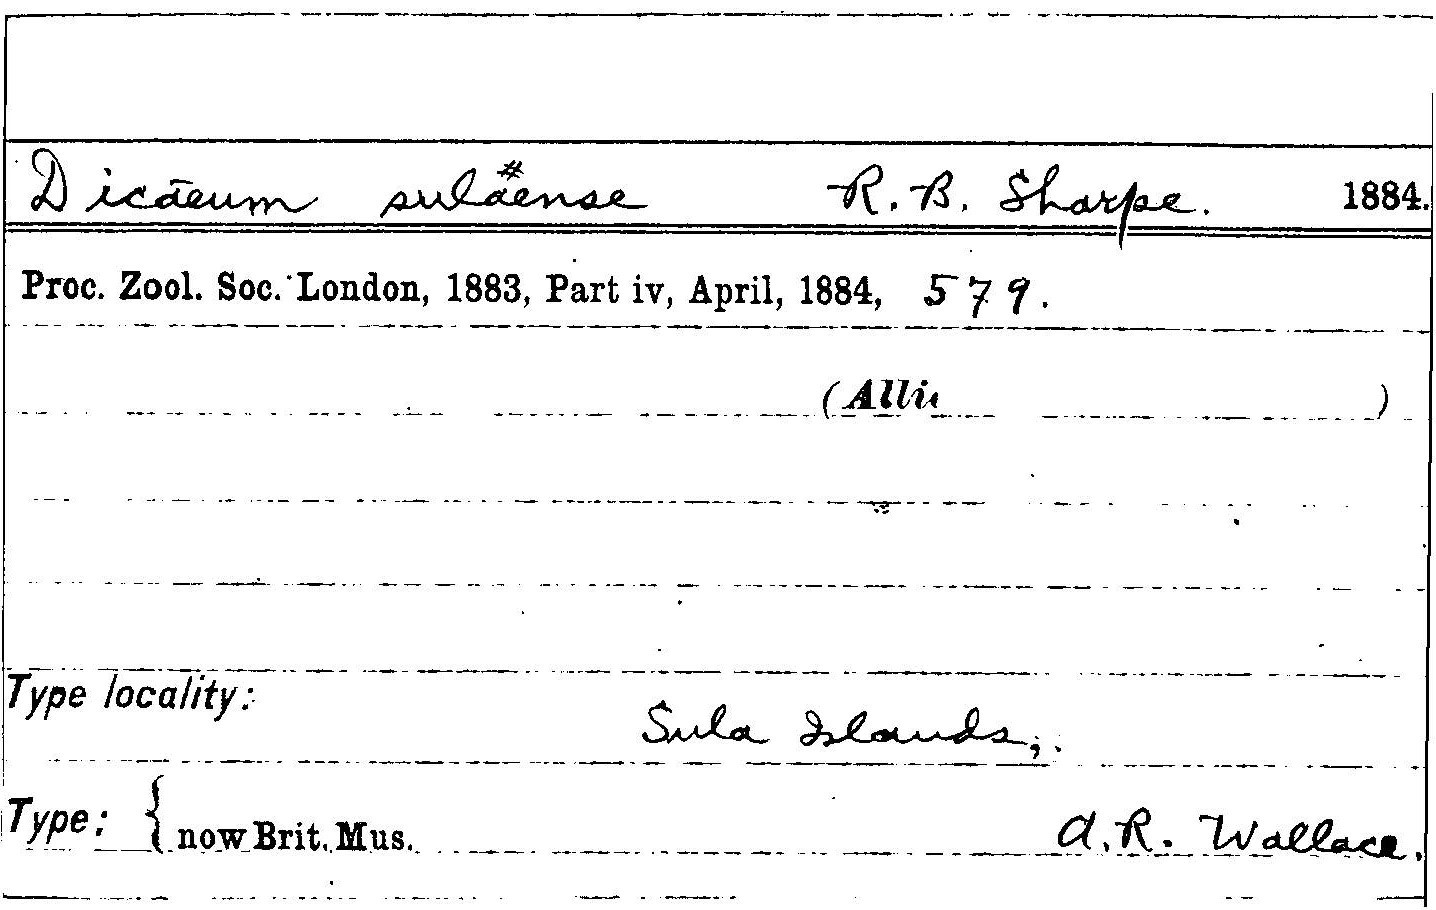 Dicaeum sulaense R. B. Sharpe. 1884.
Proc. Zool. Soc. London, 1883, Part iv, April, 1884, 579.
(Alli )
Type locality:
Sula Islands,
Type: { now Brit. Mus. A. R. Wallace.